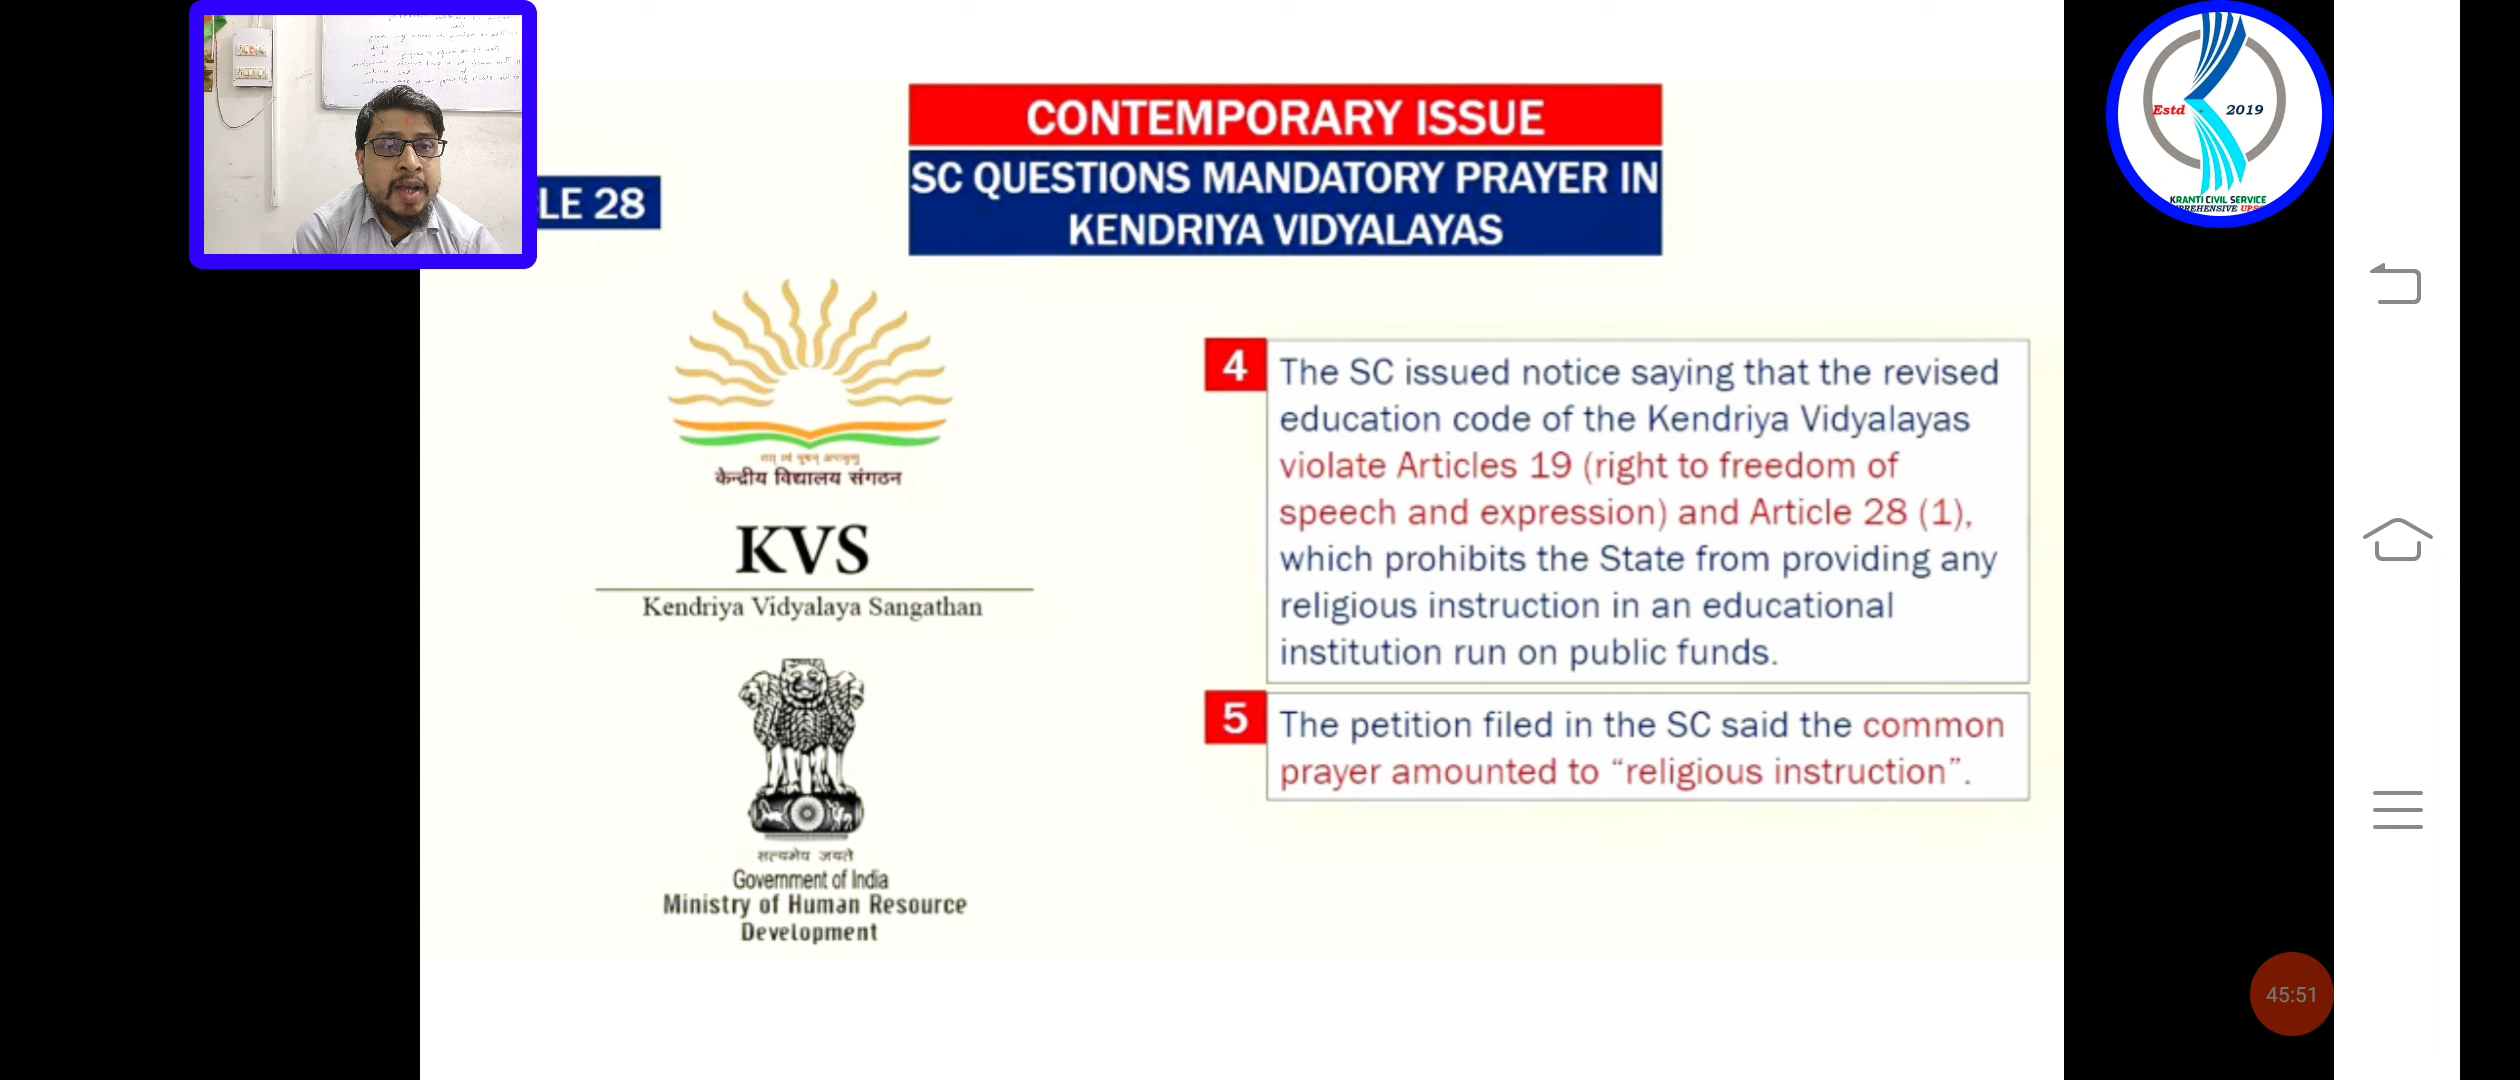 CONTEMPORARY ISSUE
SC QUESTIONS MANDATORY PRAYER IN
KENDRIYA VIDYALAYAS
LE 28
Estd 2019
KRANTI CIVIL SERVICE
केन्द्रीय विद्यालय संगठन
KVS
Kendriya Vidyalaya Sangathan
सत्यमेव जयते
Government of India
Ministry of Human Resource
Development
4 The SC issued notice saying that the revised
education code of the Kendriya Vidyalayas
violate Articles 19 (right to freedom of
speech and expression) and Article 28 (1),
which prohibits the State from providing any
religious instruction in an educational
institution run on public funds.
5 The petition filed in the SC said the common
prayer amounted to “religious instruction”.
45:51